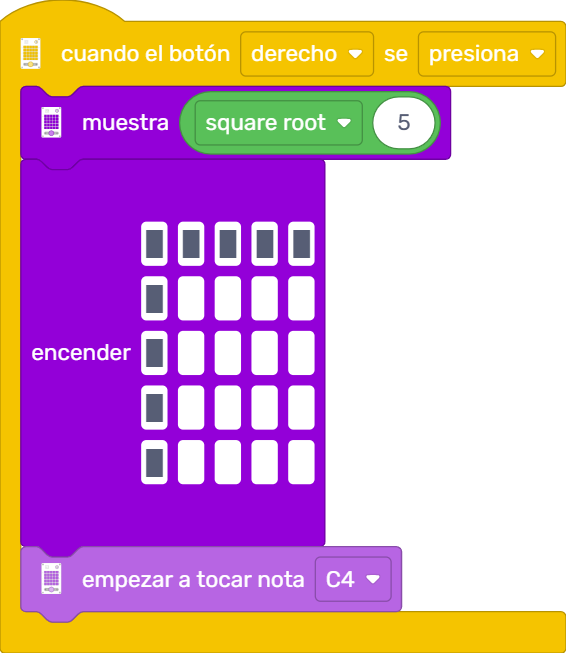 cuando el botón derecho se presiona
muestra square root 5
encender
empezar a tocar nota C4